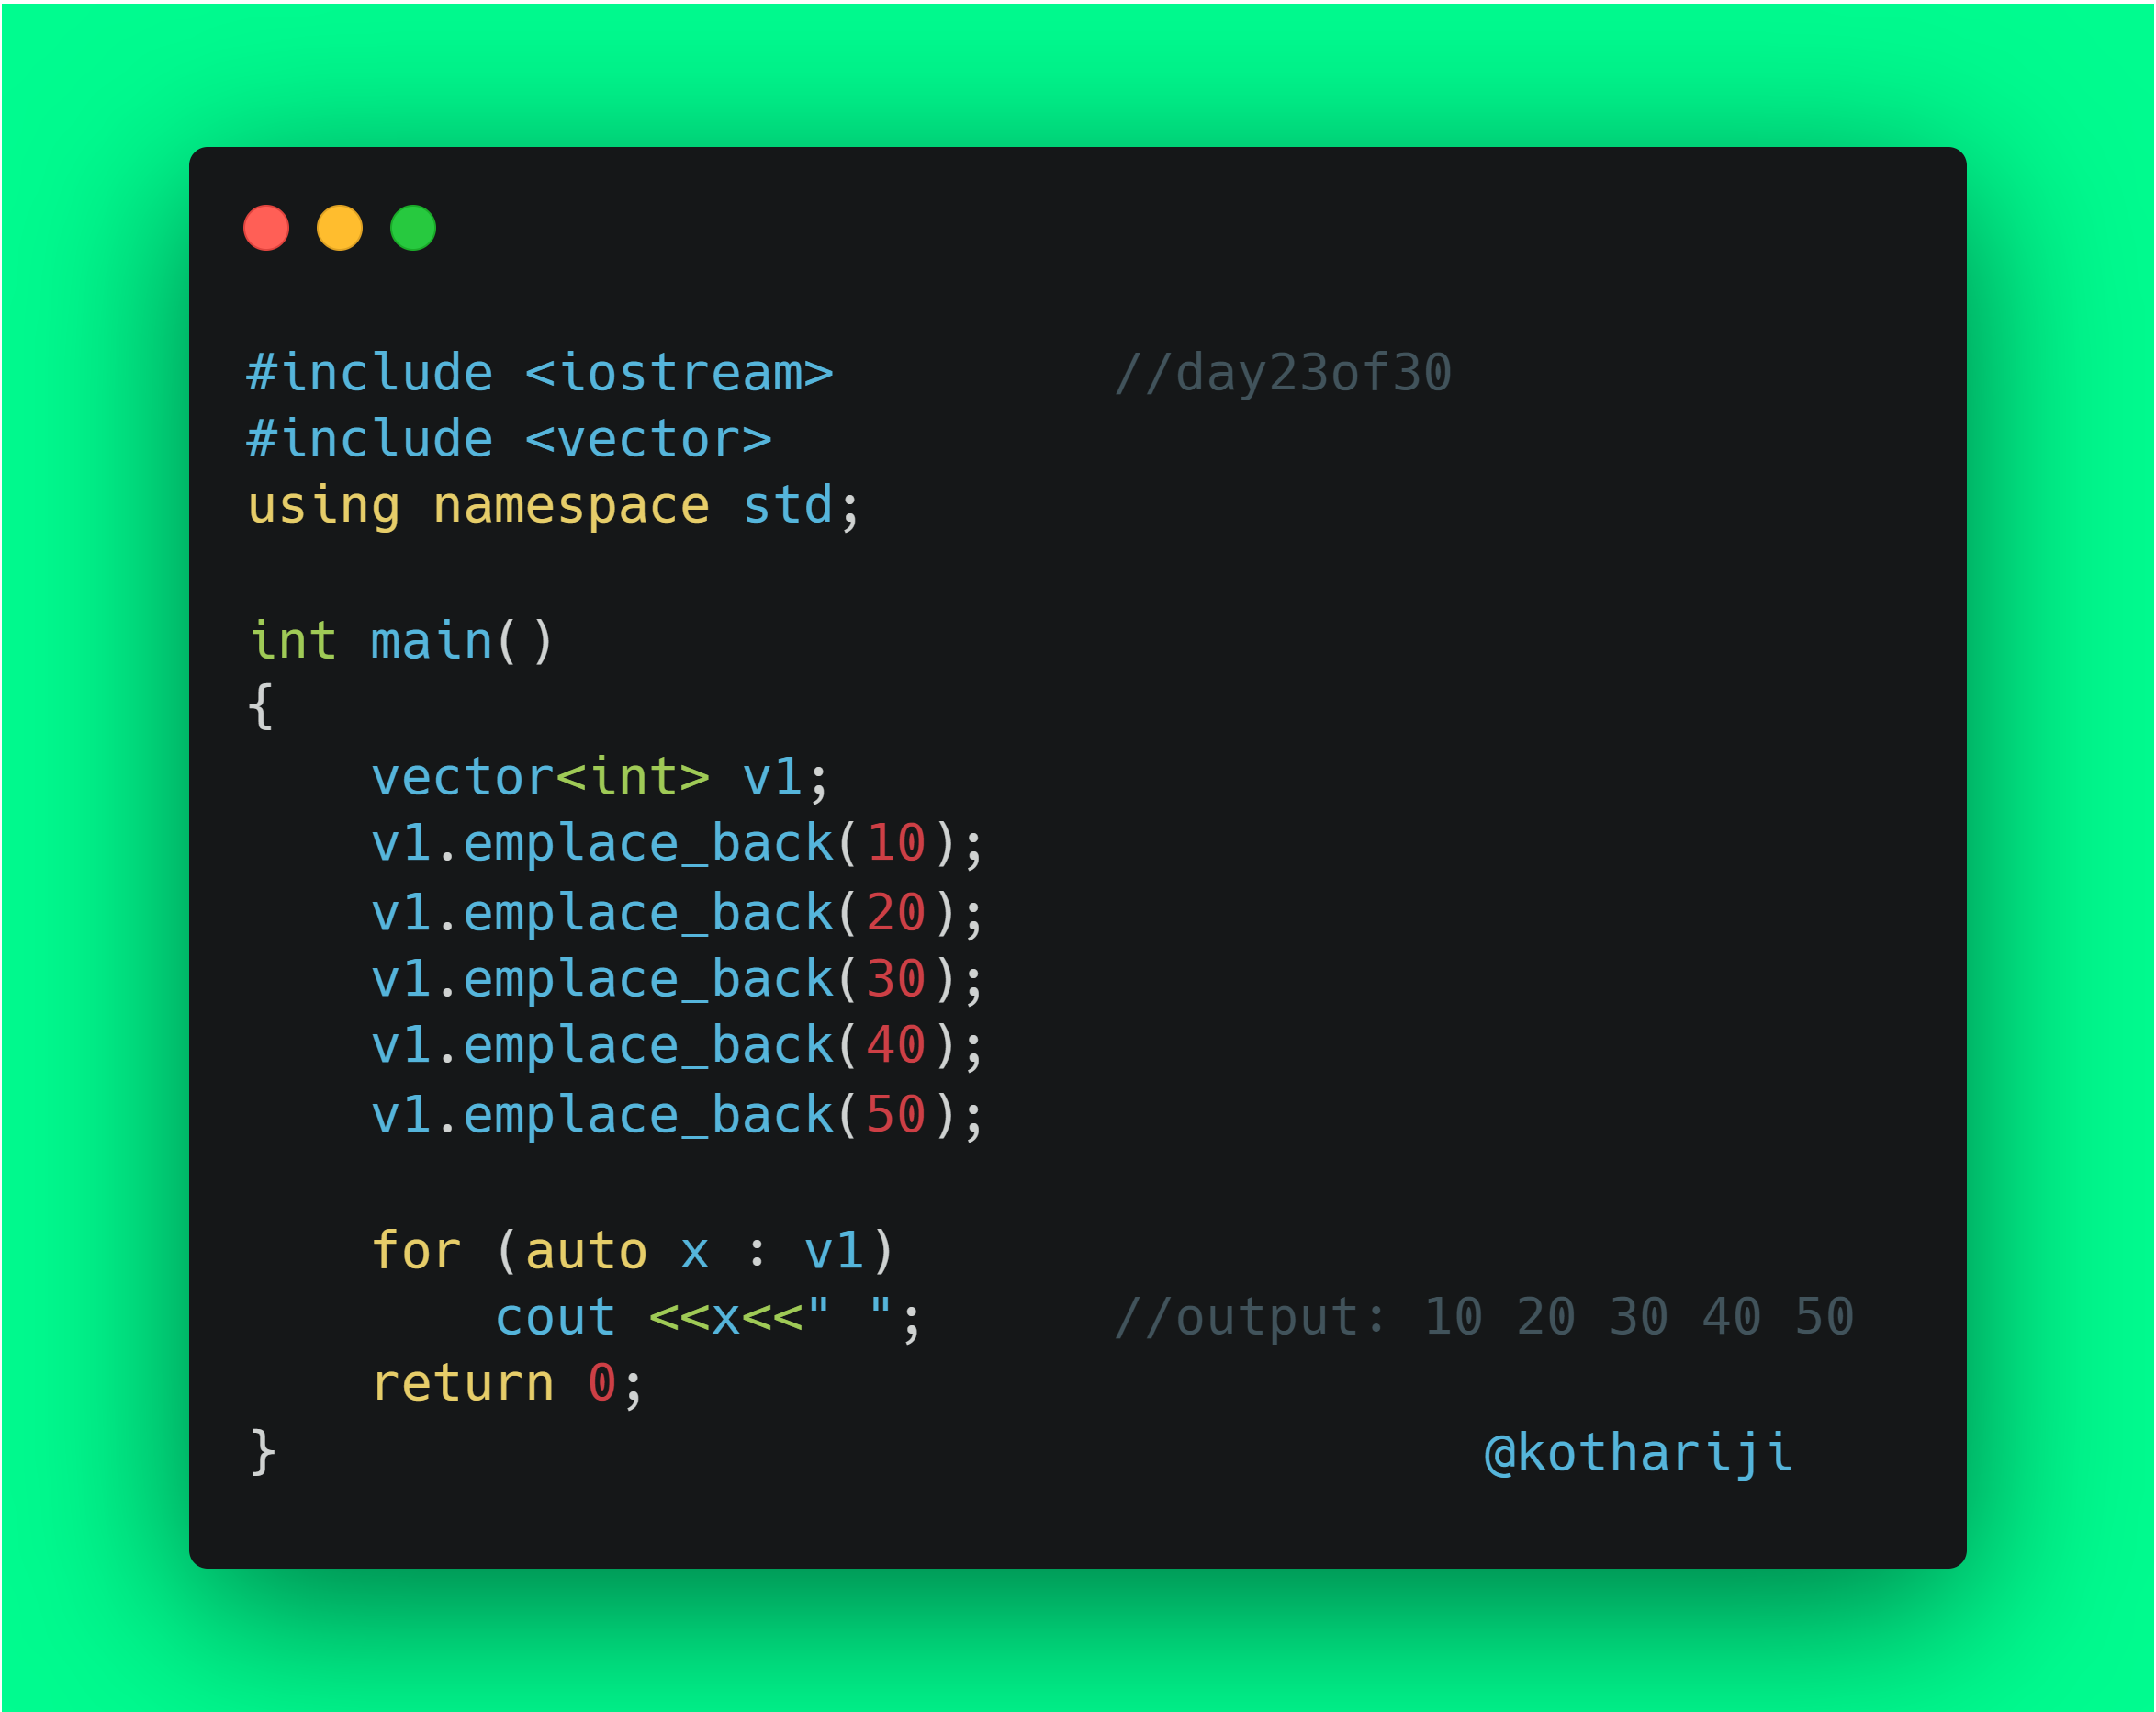 #include <iostream>         //day23of30
#include <vector>
using namespace std;
int main()
{
    vector<int> v1;
    v1.emplace_back(10);
    v1.emplace_back(20);
    v1.emplace_back(30);
    v1.emplace_back(40);
    v1.emplace_back(50);
    for (auto x : v1)
        cout <<x<<" ";      //output: 10 20 30 40 50
    return 0;
}                                       @kothariji